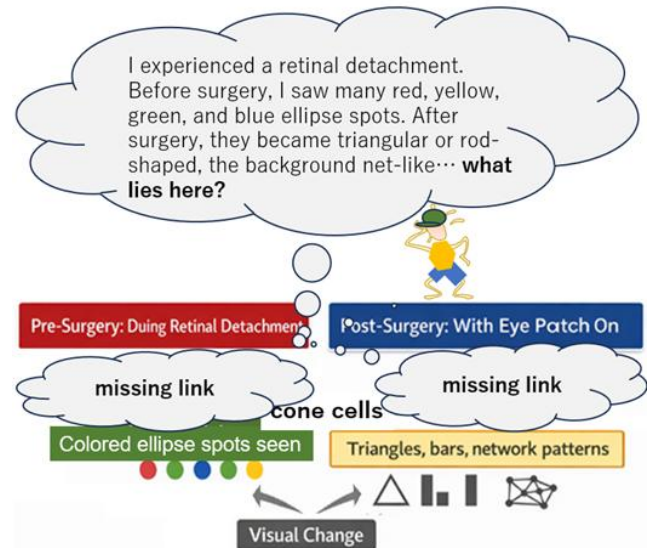 I experienced a retinal detachment.
Before surgery, I saw many red, yellow,
green, and blue ellipse spots. After
surgery, they became triangular or rod-
shaped, the background net-like… what
lies here?
Pre-Surgery: Duing Retinal Detachment
Post-Surgery: With Eye Patch On
missing link
missing link
cone cells
Colored ellipse spots seen
Triangles, bars, network patterns
Visual Change